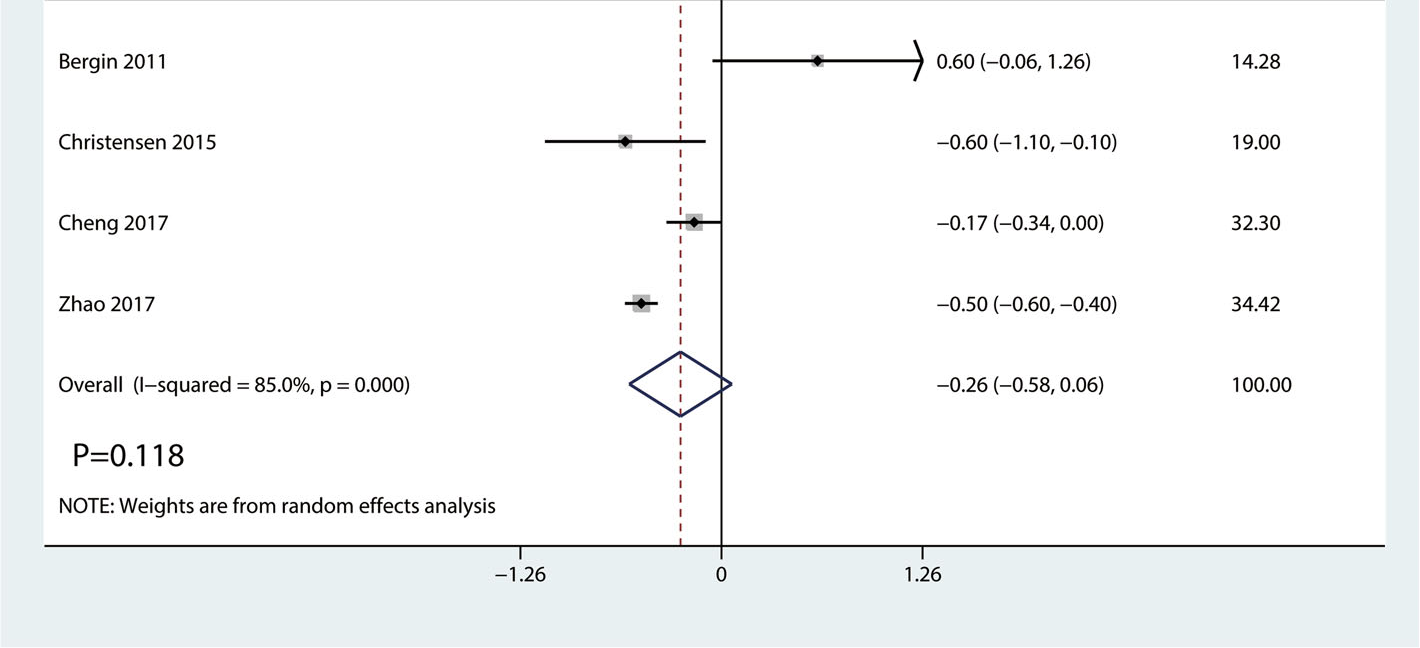 Bergin 2011 0.60 (−0.06, 1.26) 14.28
Christensen 2015 −0.60 (−1.10, −0.10) 19.00
Cheng 2017 −0.17 (−0.34, 0.00) 32.30
Zhao 2017 −0.50 (−0.60, −0.40) 34.42
Overall (I−squared = 85.0%, p = 0.000) −0.26 (−0.58, 0.06) 100.00
P=0.118
NOTE: Weights are from random effects analysis
−1.26 0 1.26